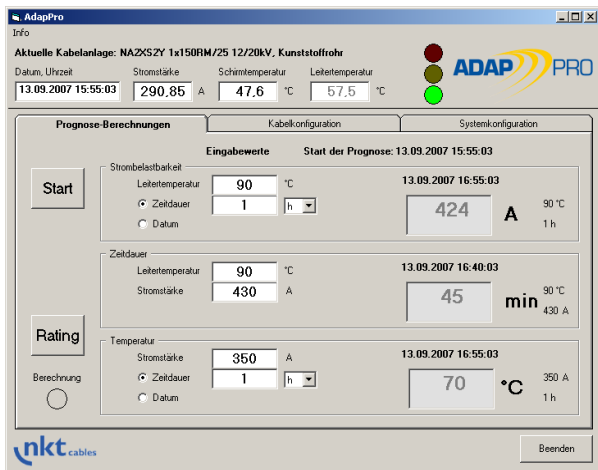 AdapPro
Info
Aktuelle Kabelanlage: NA2XS2Y 1x150RM/25 12/20kV, Kunststoffrohr
Datum, Uhrzeit Stromstärke Schirmtemperatur Leitertemperatur
13.09.2007 15:55:03 290,85 A 47,6 °C 57,5 °C
ADAP PRO
Prognose-Berechnungen Kabelkonfiguration Systemkonfiguration
Eingabewerte Start der Prognose: 13.09.2007 15:55:03
Start
Strombelastbarkeit
Leitertemperatur 90 °C 13.09.2007 16:55:03
Zeitdauer 1 h 424 A 90 °C
Datum 1 h
Zeitdauer
Leitertemperatur 90 °C 13.09.2007 16:40:03
Stromstärke 430 A 45 min 90 °C
430 A
Rating
Temperatur
Stromstärke 350 A 13.09.2007 16:55:03
Berechnung Zeitdauer 1 h 70 °C 350 A
Datum 1 h
nkt cables
Beenden